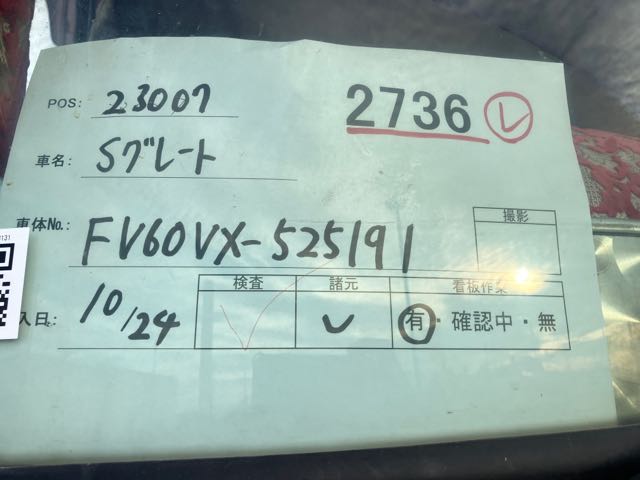 POS: 23007
2736 レ
車名: Sグレート
車体No.: FV60VX-525191
撮影
入日: 10/24
検査 諸元 看板作業
有・確認中・無
131